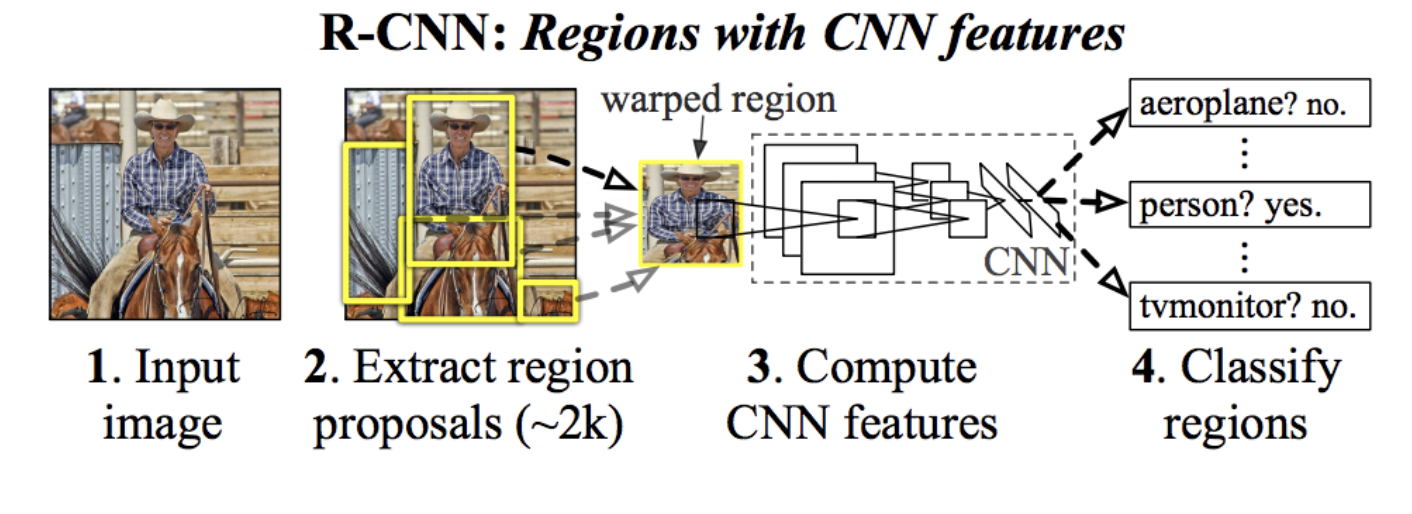 R-CNN: Regions with CNN features
warped region
aeroplane? no.
⋮
person? yes.
⋮
tvmonitor? no.
CNN
1. Input
image
2. Extract region
proposals (~2k)
3. Compute
CNN features
4. Classify
regions